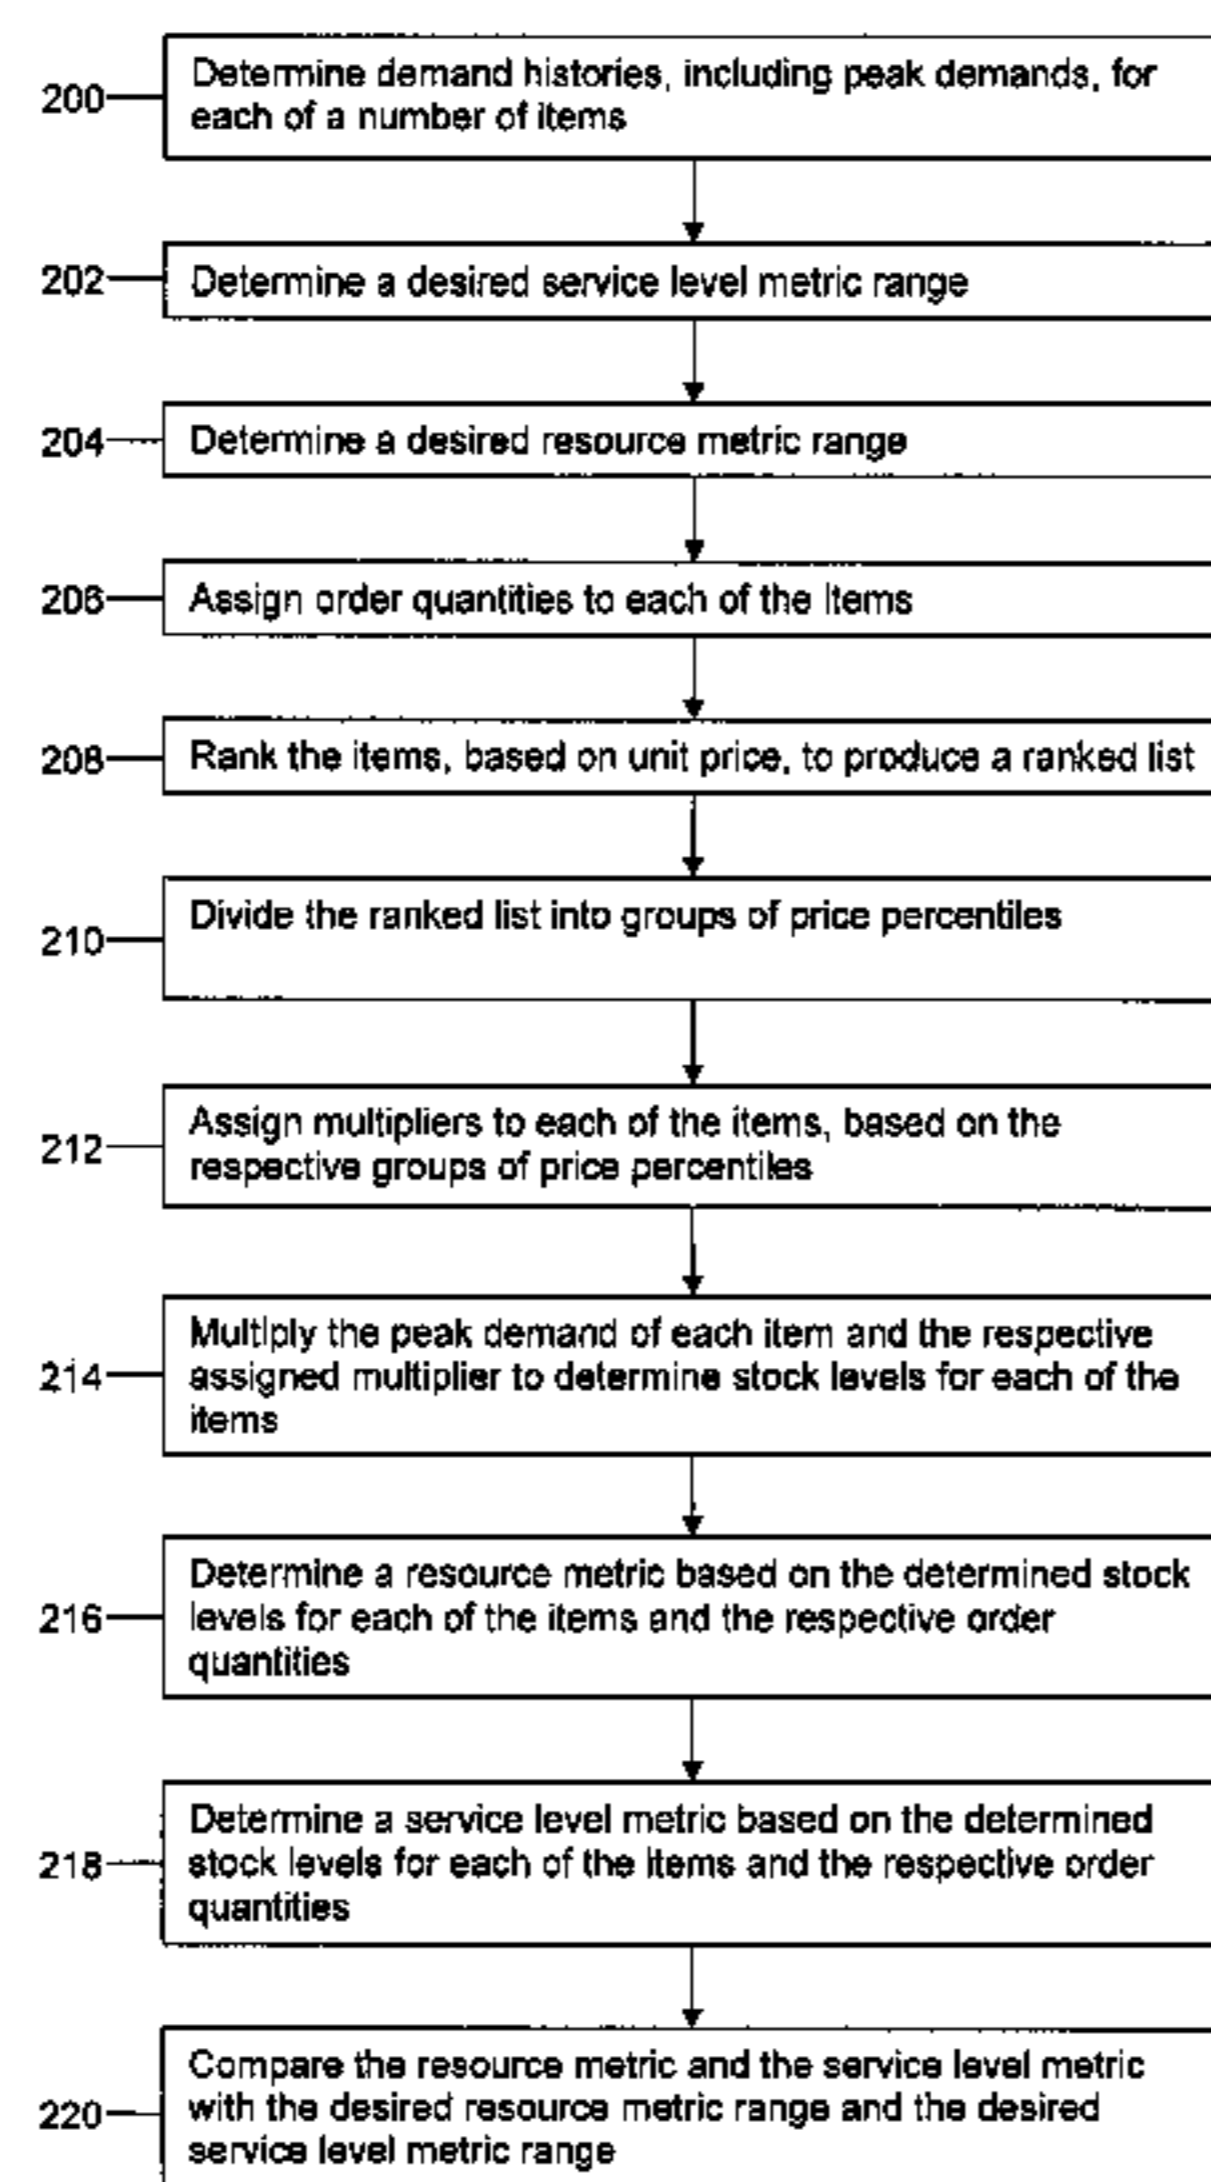 200
Determine demand histories, including peak demands, for
each of a number of items
202
Determine a desired service level metric range
204
Determine a desired resource metric range
206
Assign order quantities to each of the items
208
Rank the items, based on unit price, to produce a ranked list
210
Divide the ranked list into groups of price percentiles
212
Assign multipliers to each of the items, based on the
respective groups of price percentiles
214
Multiply the peak demand of each item and the respective
assigned multiplier to determine stock levels for each of the
items
216
Determine a resource metric based on the determined stock
levels for each of the items and the respective order
quantities
218
Determine a service level metric based on the determined
stock levels for each of the items and the respective order
quantities
220
Compare the resource metric and the service level metric
with the desired resource metric range and the desired
service level metric range